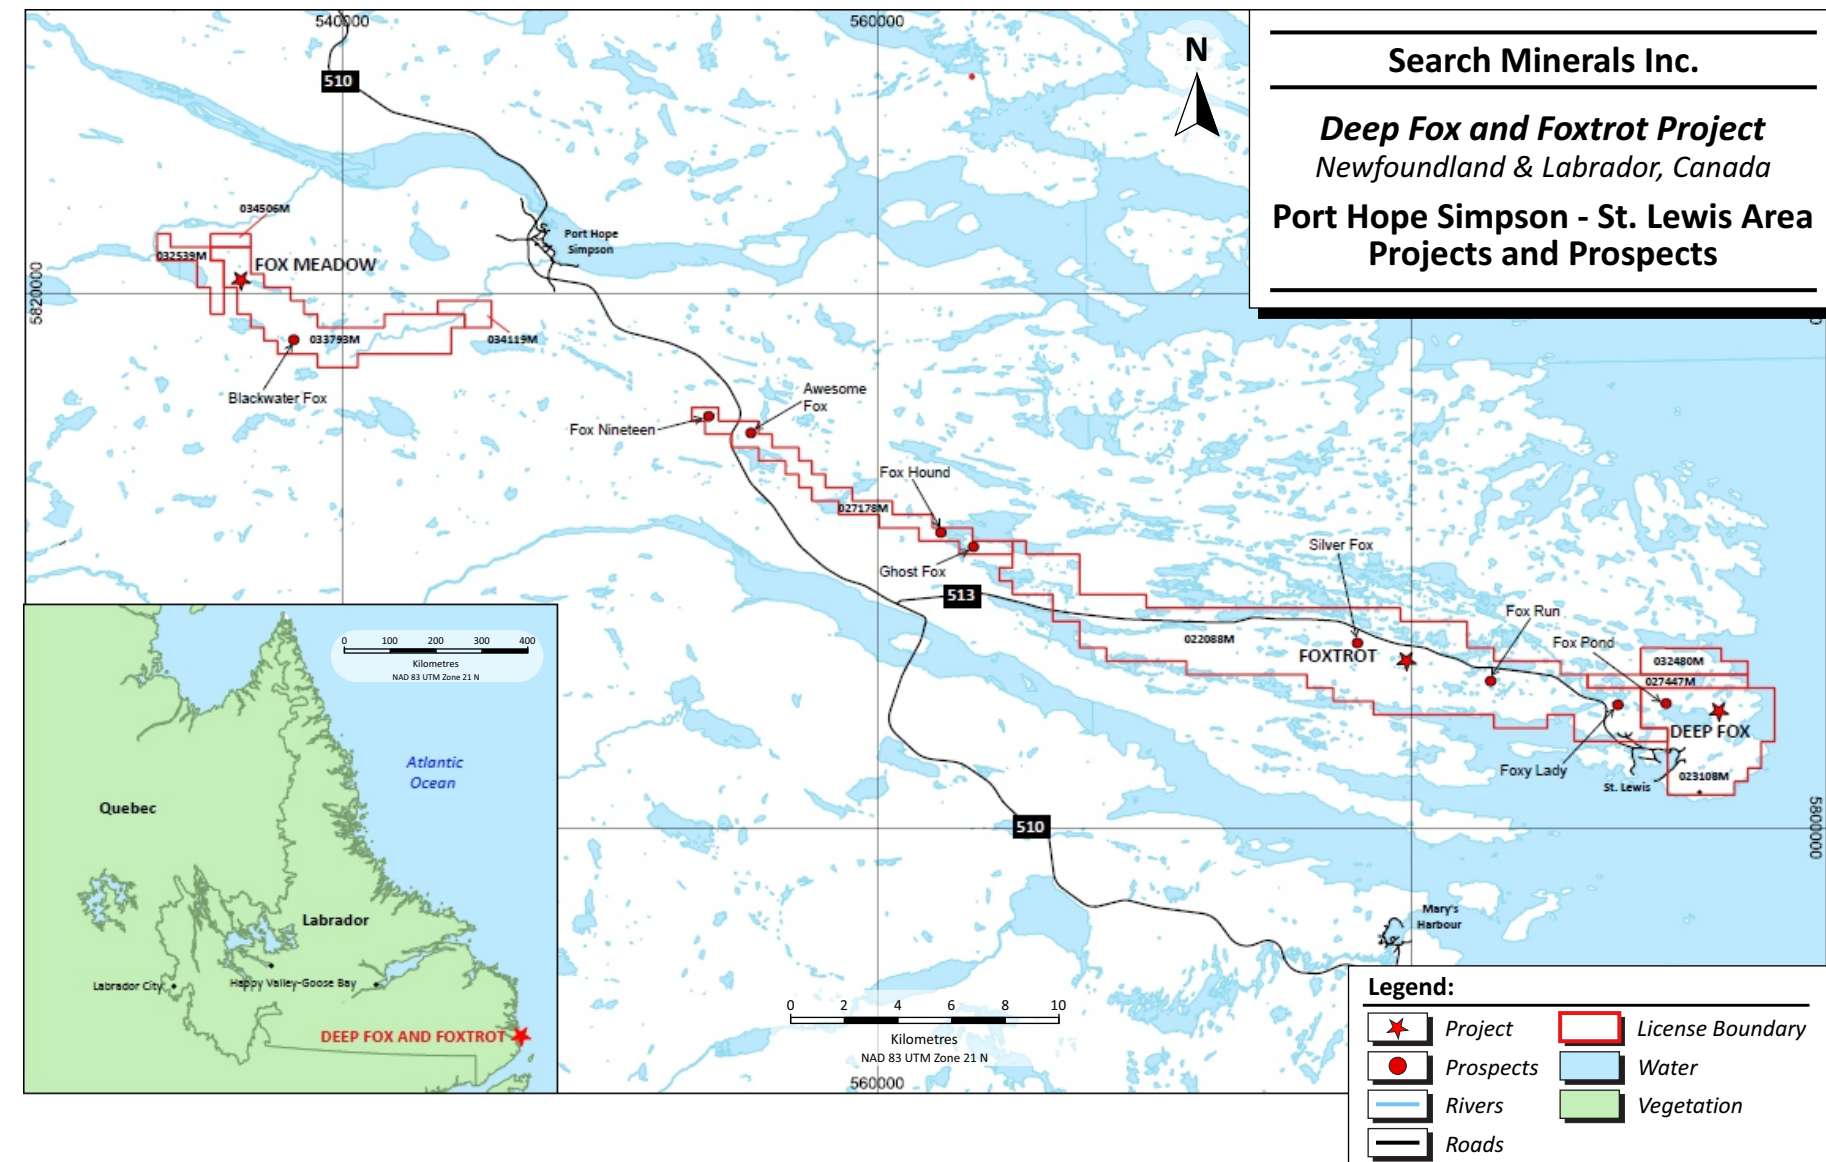 540000
560000
510
N
Search Minerals Inc.
Deep Fox and Foxtrot Project
Newfoundland & Labrador, Canada
Port Hope Simpson - St. Lewis Area
Projects and Prospects
034506M
032539M
FOX MEADOW
Port Hope
Simpson
5820000
0
033793M
034119M
Blackwater Fox
Awesome
Fox
Fox Nineteen
Fox Hound
027178M
Ghost Fox
Silver Fox
513
Fox Run
022088M
Fox Pond
FOXTROT
032480M
027447M
DEEP FOX
Foxy Lady
023108M
St. Lewis
5800000
510
Mary's
Harbour
0 100 200 300 400
Kilometres
NAD 83 UTM Zone 21 N
Atlantic
Ocean
Quebec
Labrador
Labrador City
Happy Valley-Goose Bay
DEEP FOX AND FOXTROT
0 2 4 6 8 10
Kilometres
NAD 83 UTM Zone 21 N
560000
Legend:
Project
License Boundary
Prospects
Water
Rivers
Vegetation
Roads